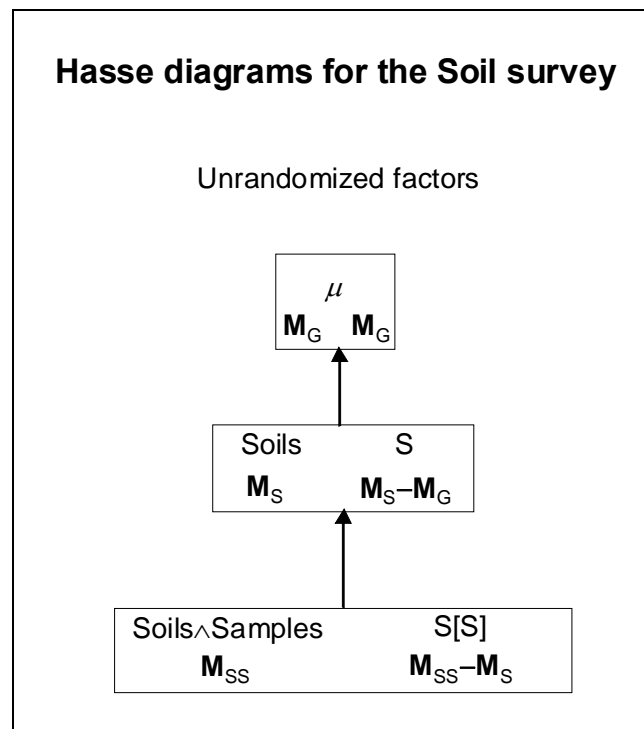 Hasse diagrams for the Soil survey
Unrandomized factors
μ
M_G M_G
Soils S
M_S M_S–M_G
Soils∧Samples S[S]
M_SS M_SS–M_S